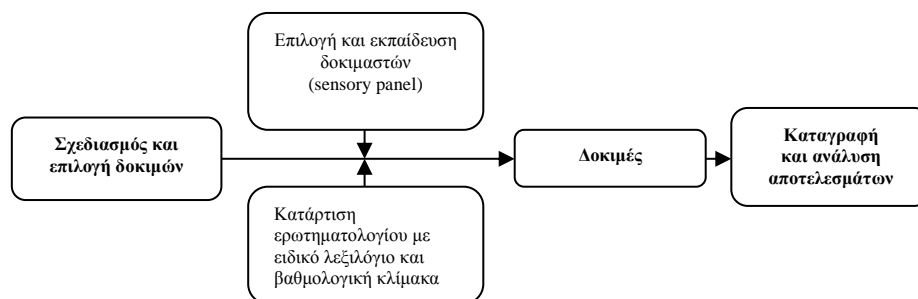 Επιλογή και εκπαίδευση
δοκιμαστών
(sensory panel)
Σχεδιασμός και
επιλογή δοκιμών
Δοκιμές
Καταγραφή
και ανάλυση
αποτελεσμάτων
Κατάρτιση
ερωτηματολογίου με
ειδικό λεξιλόγιο και
βαθμολογική κλίμακα